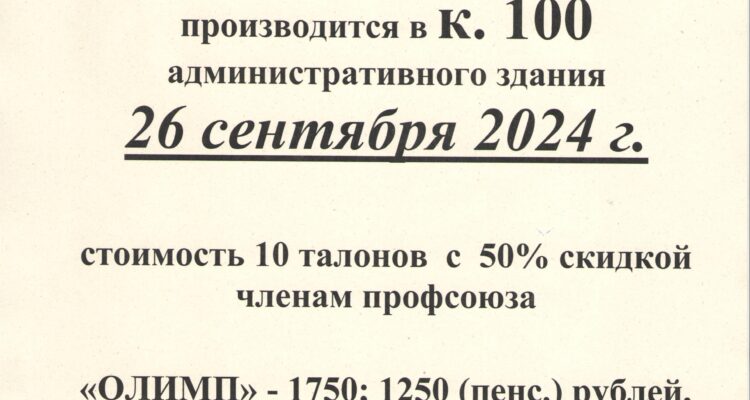 производится в к. 100
административного здания
26 сентября 2024 г.
стоимость 10 талонов с 50% скидкой
членам профсоюза
«ОЛИМП» - 1750; 1250 (пенс.) рублей.